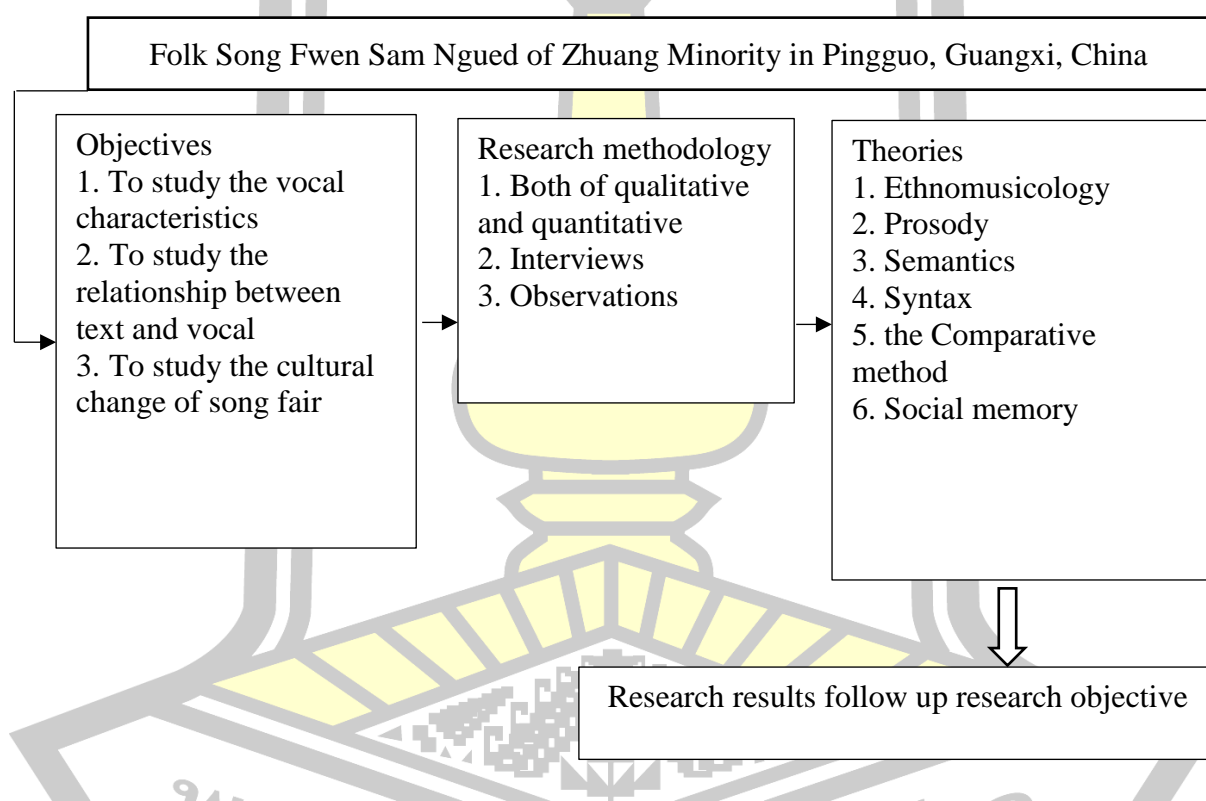 Folk Song Fwen Sam Ngued of Zhuang Minority in Pingguo, Guangxi, China
Objectives
1. To study the vocal
characteristics
2. To study the
relationship between
text and vocal
3. To study the cultural
change of song fair
Research methodology
1. Both of qualitative
and quantitative
2. Interviews
3. Observations
Theories
1. Ethnomusicology
2. Prosody
3. Semantics
4. Syntax
5. the Comparative
method
6. Social memory
Research results follow up research objective